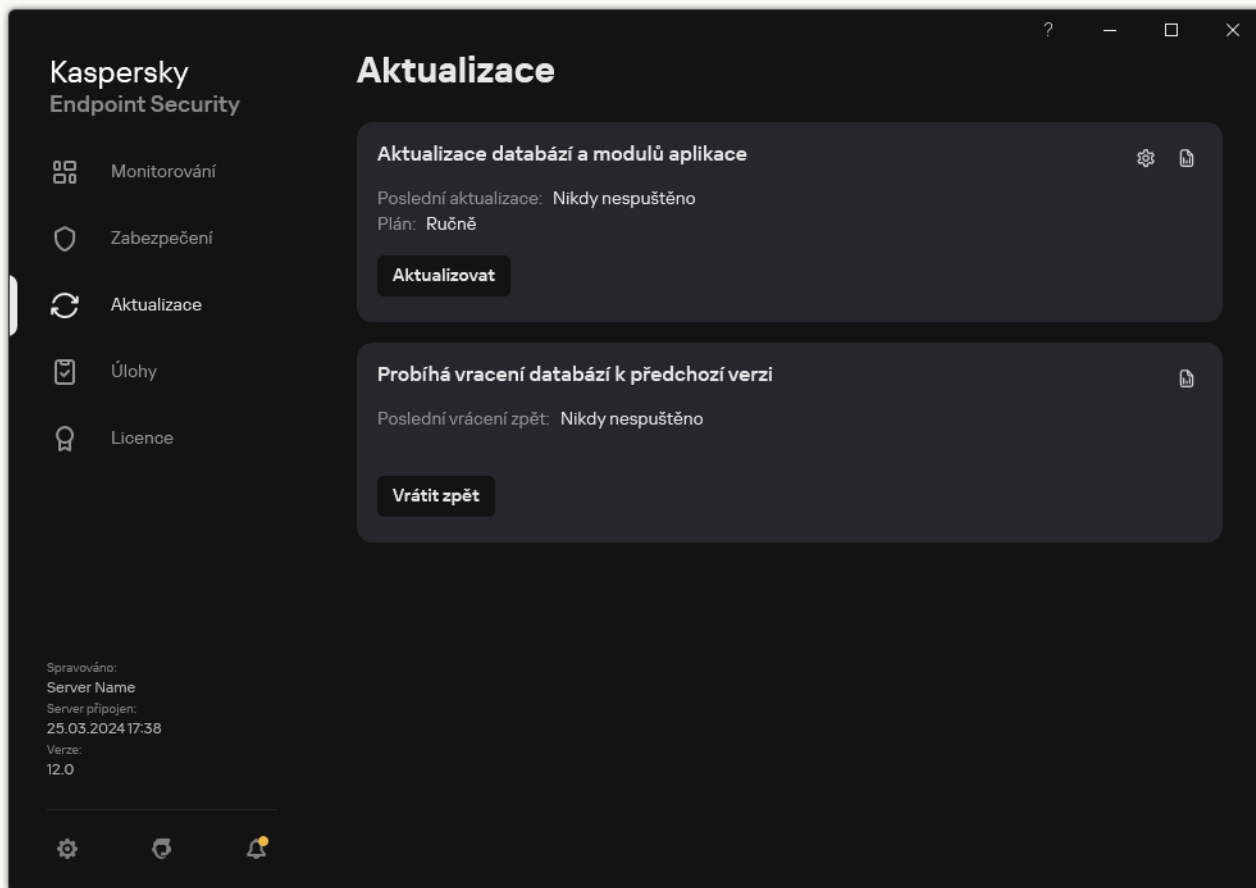 ?
Kaspersky
Endpoint Security
Monitorování
Zabezpečení
Aktualizace
Úlohy
Licence
Spravováno:
Server Name
Server připojen:
25.03.2024 17:38
Verze:
12.0
Aktualizace
Aktualizace databází a modulů aplikace
Poslední aktualizace: Nikdy nespuštěno
Plán: Ručně
Aktualizovat
Probíhá vracení databází k předchozí verzi
Poslední vrácení zpět: Nikdy nespuštěno
Vrátit zpět